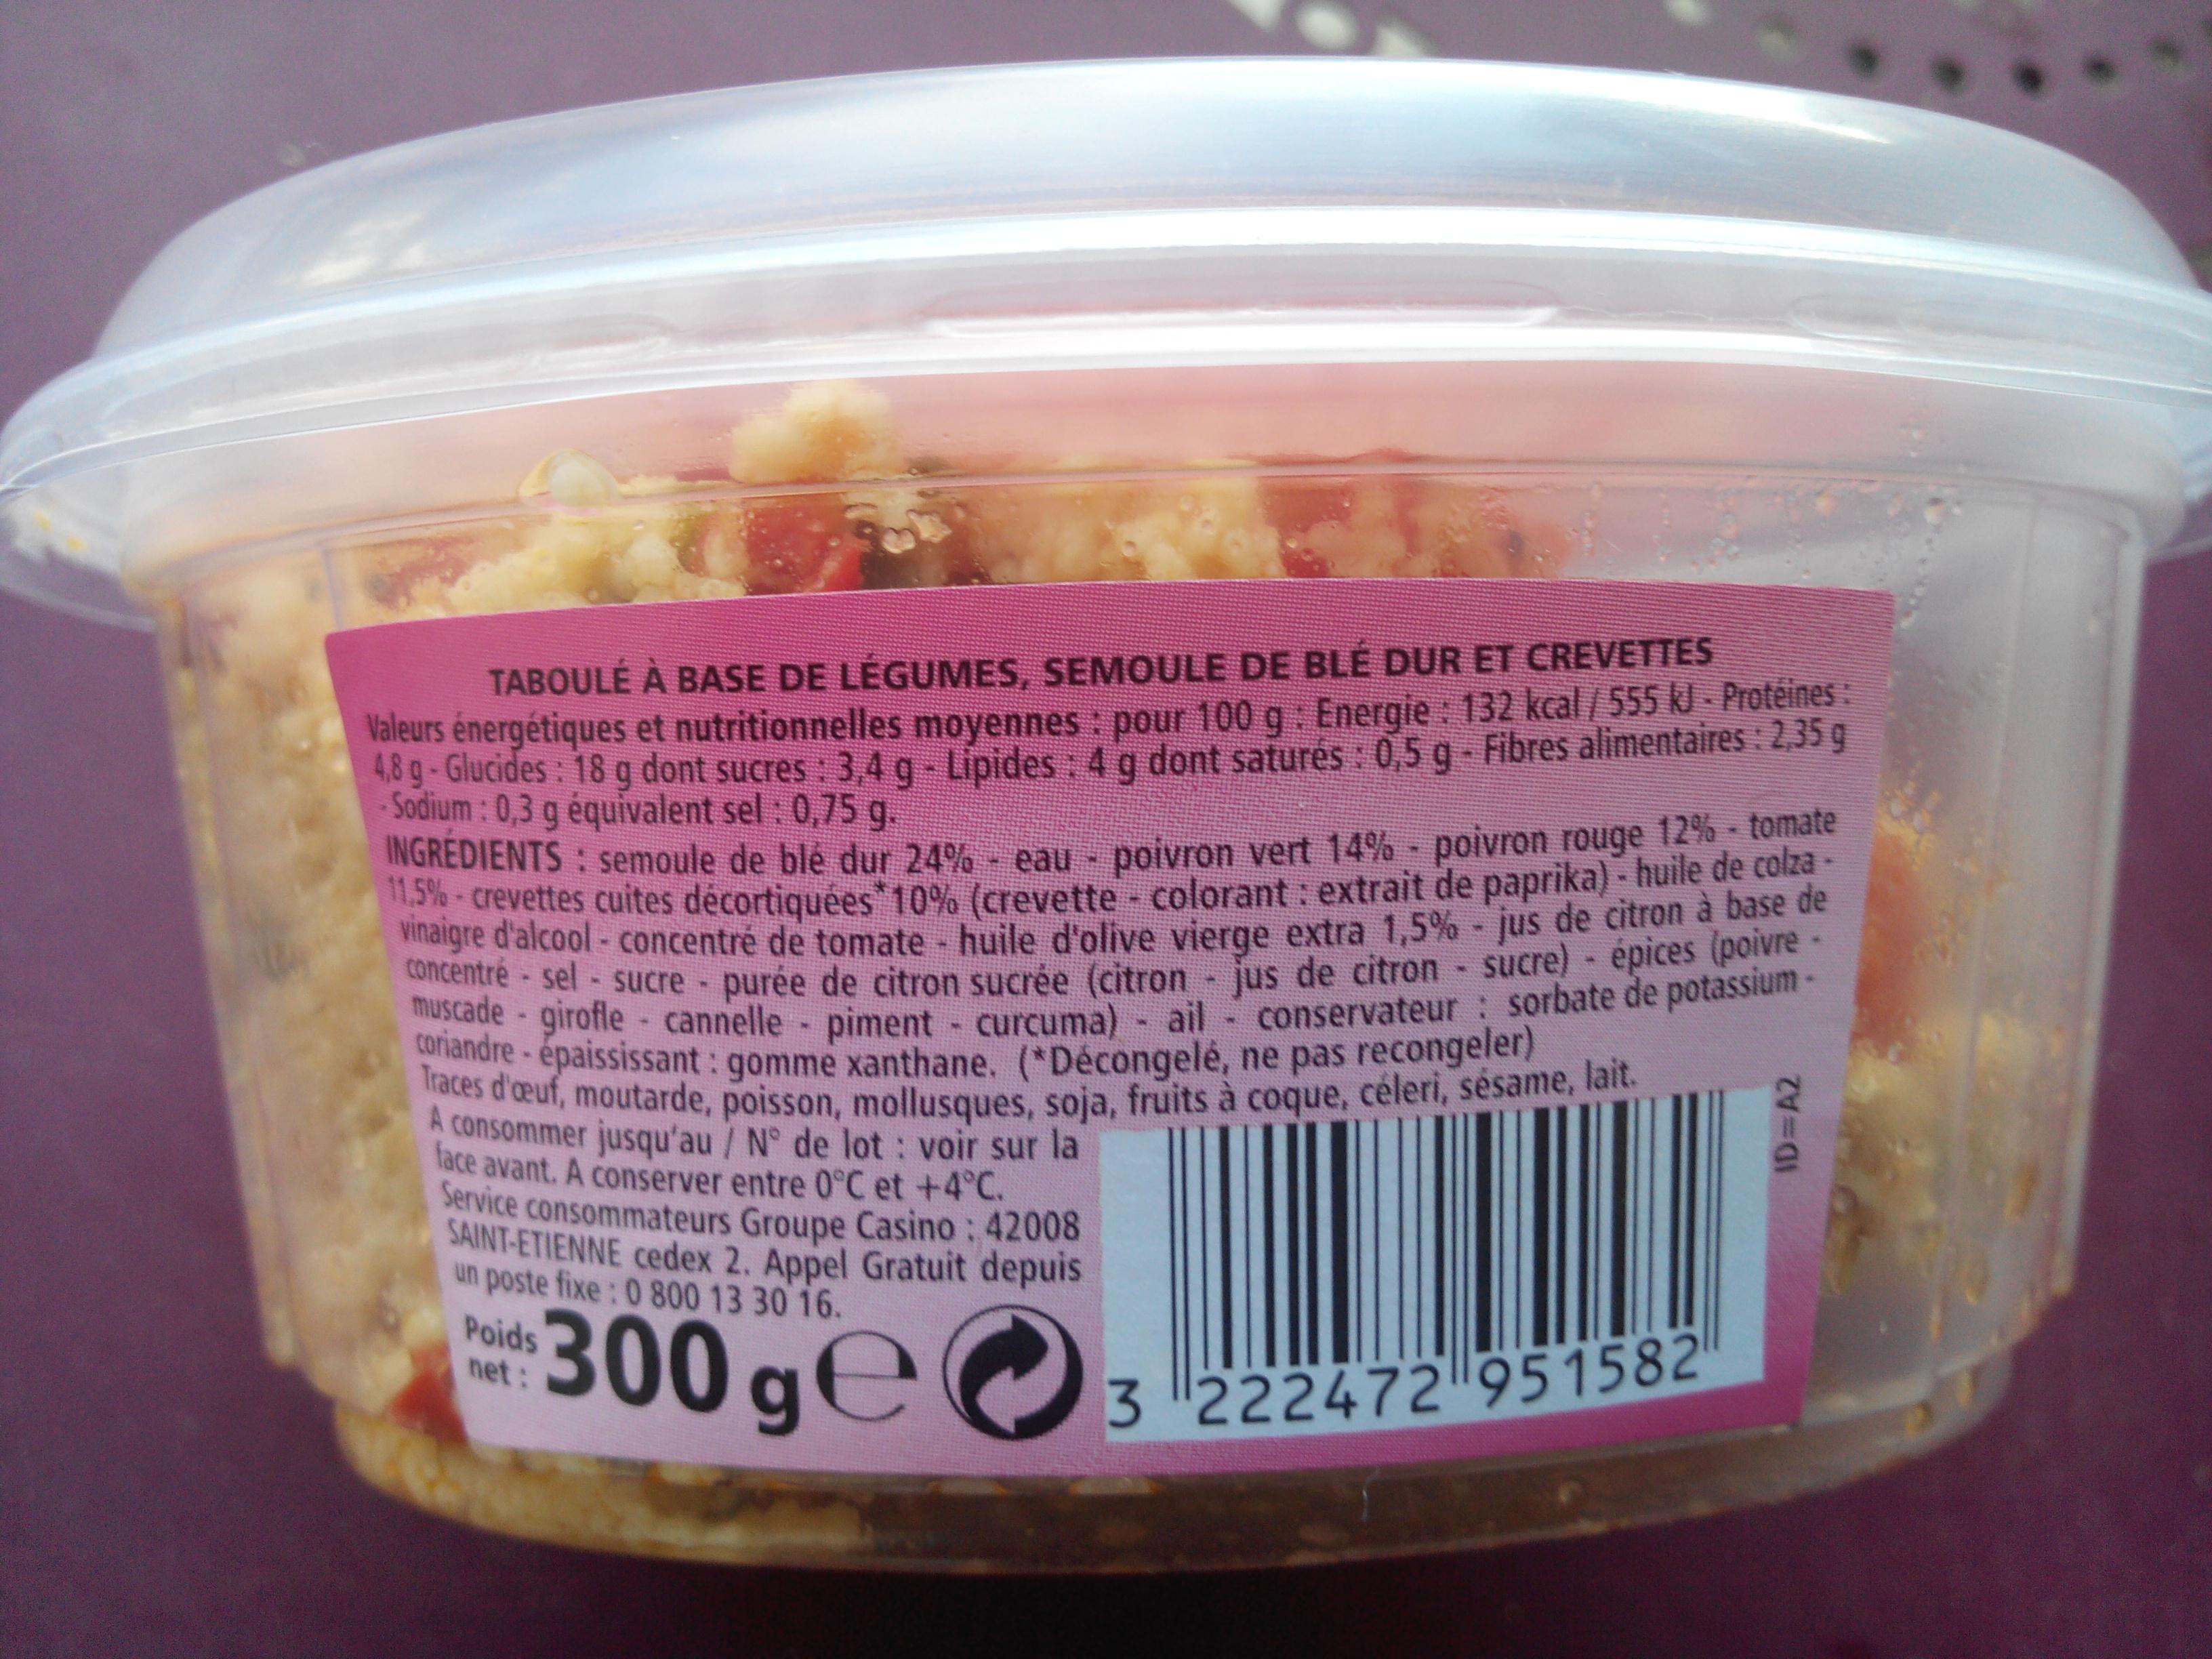 TABOULÉ À BASE DE LÉGUMES, SEMOULE DE BLÉ DUR ET CREVETTES
Valeurs énergétiques et nutritionnelles moyennes : pour 100 g : Energie : 132 kcal / 555 kJ - Protéines :
4,8 g - Glucides : 18 g dont sucres : 3,4 g - Lipides : 4 g dont saturés : 0,5 g - Fibres alimentaires : 2,35 g
- Sodium : 0,3 g équivalent sel : 0,75 g.
INGRÉDIENTS : semoule de blé dur 24% - eau - poivron vert 14% - poivron rouge 12% - tomate
11,5% - crevettes cuites décortiquées* 10% (crevette - colorant : extrait de paprika) - huile de colza -
vinaigre d'alcool - concentré de tomate - huile d'olive vierge extra 1,5% - jus de citron à base de
concentré - sel - sucre - purée de citron sucrée (citron - jus de citron - sucre) - épices (poivre -
muscade - girofle - cannelle - piment - curcuma) - ail - conservateur : sorbate de potassium -
coriandre - épaississant : gomme xanthane. (*Décongelé, ne pas recongeler)
Traces d'œuf, moutarde, poisson, mollusques, soja, fruits à coque, céleri, sésame, lait.
A consommer jusqu'au / N° de lot : voir sur la
face avant. A conserver entre 0°C et +4°C.
Service consommateurs Groupe Casino : 42008
SAINT-ETIENNE cedex 2. Appel Gratuit depuis
un poste fixe : 0 800 13 30 16.
Poids net : 300 g e
3 222472 951582
ID=A2